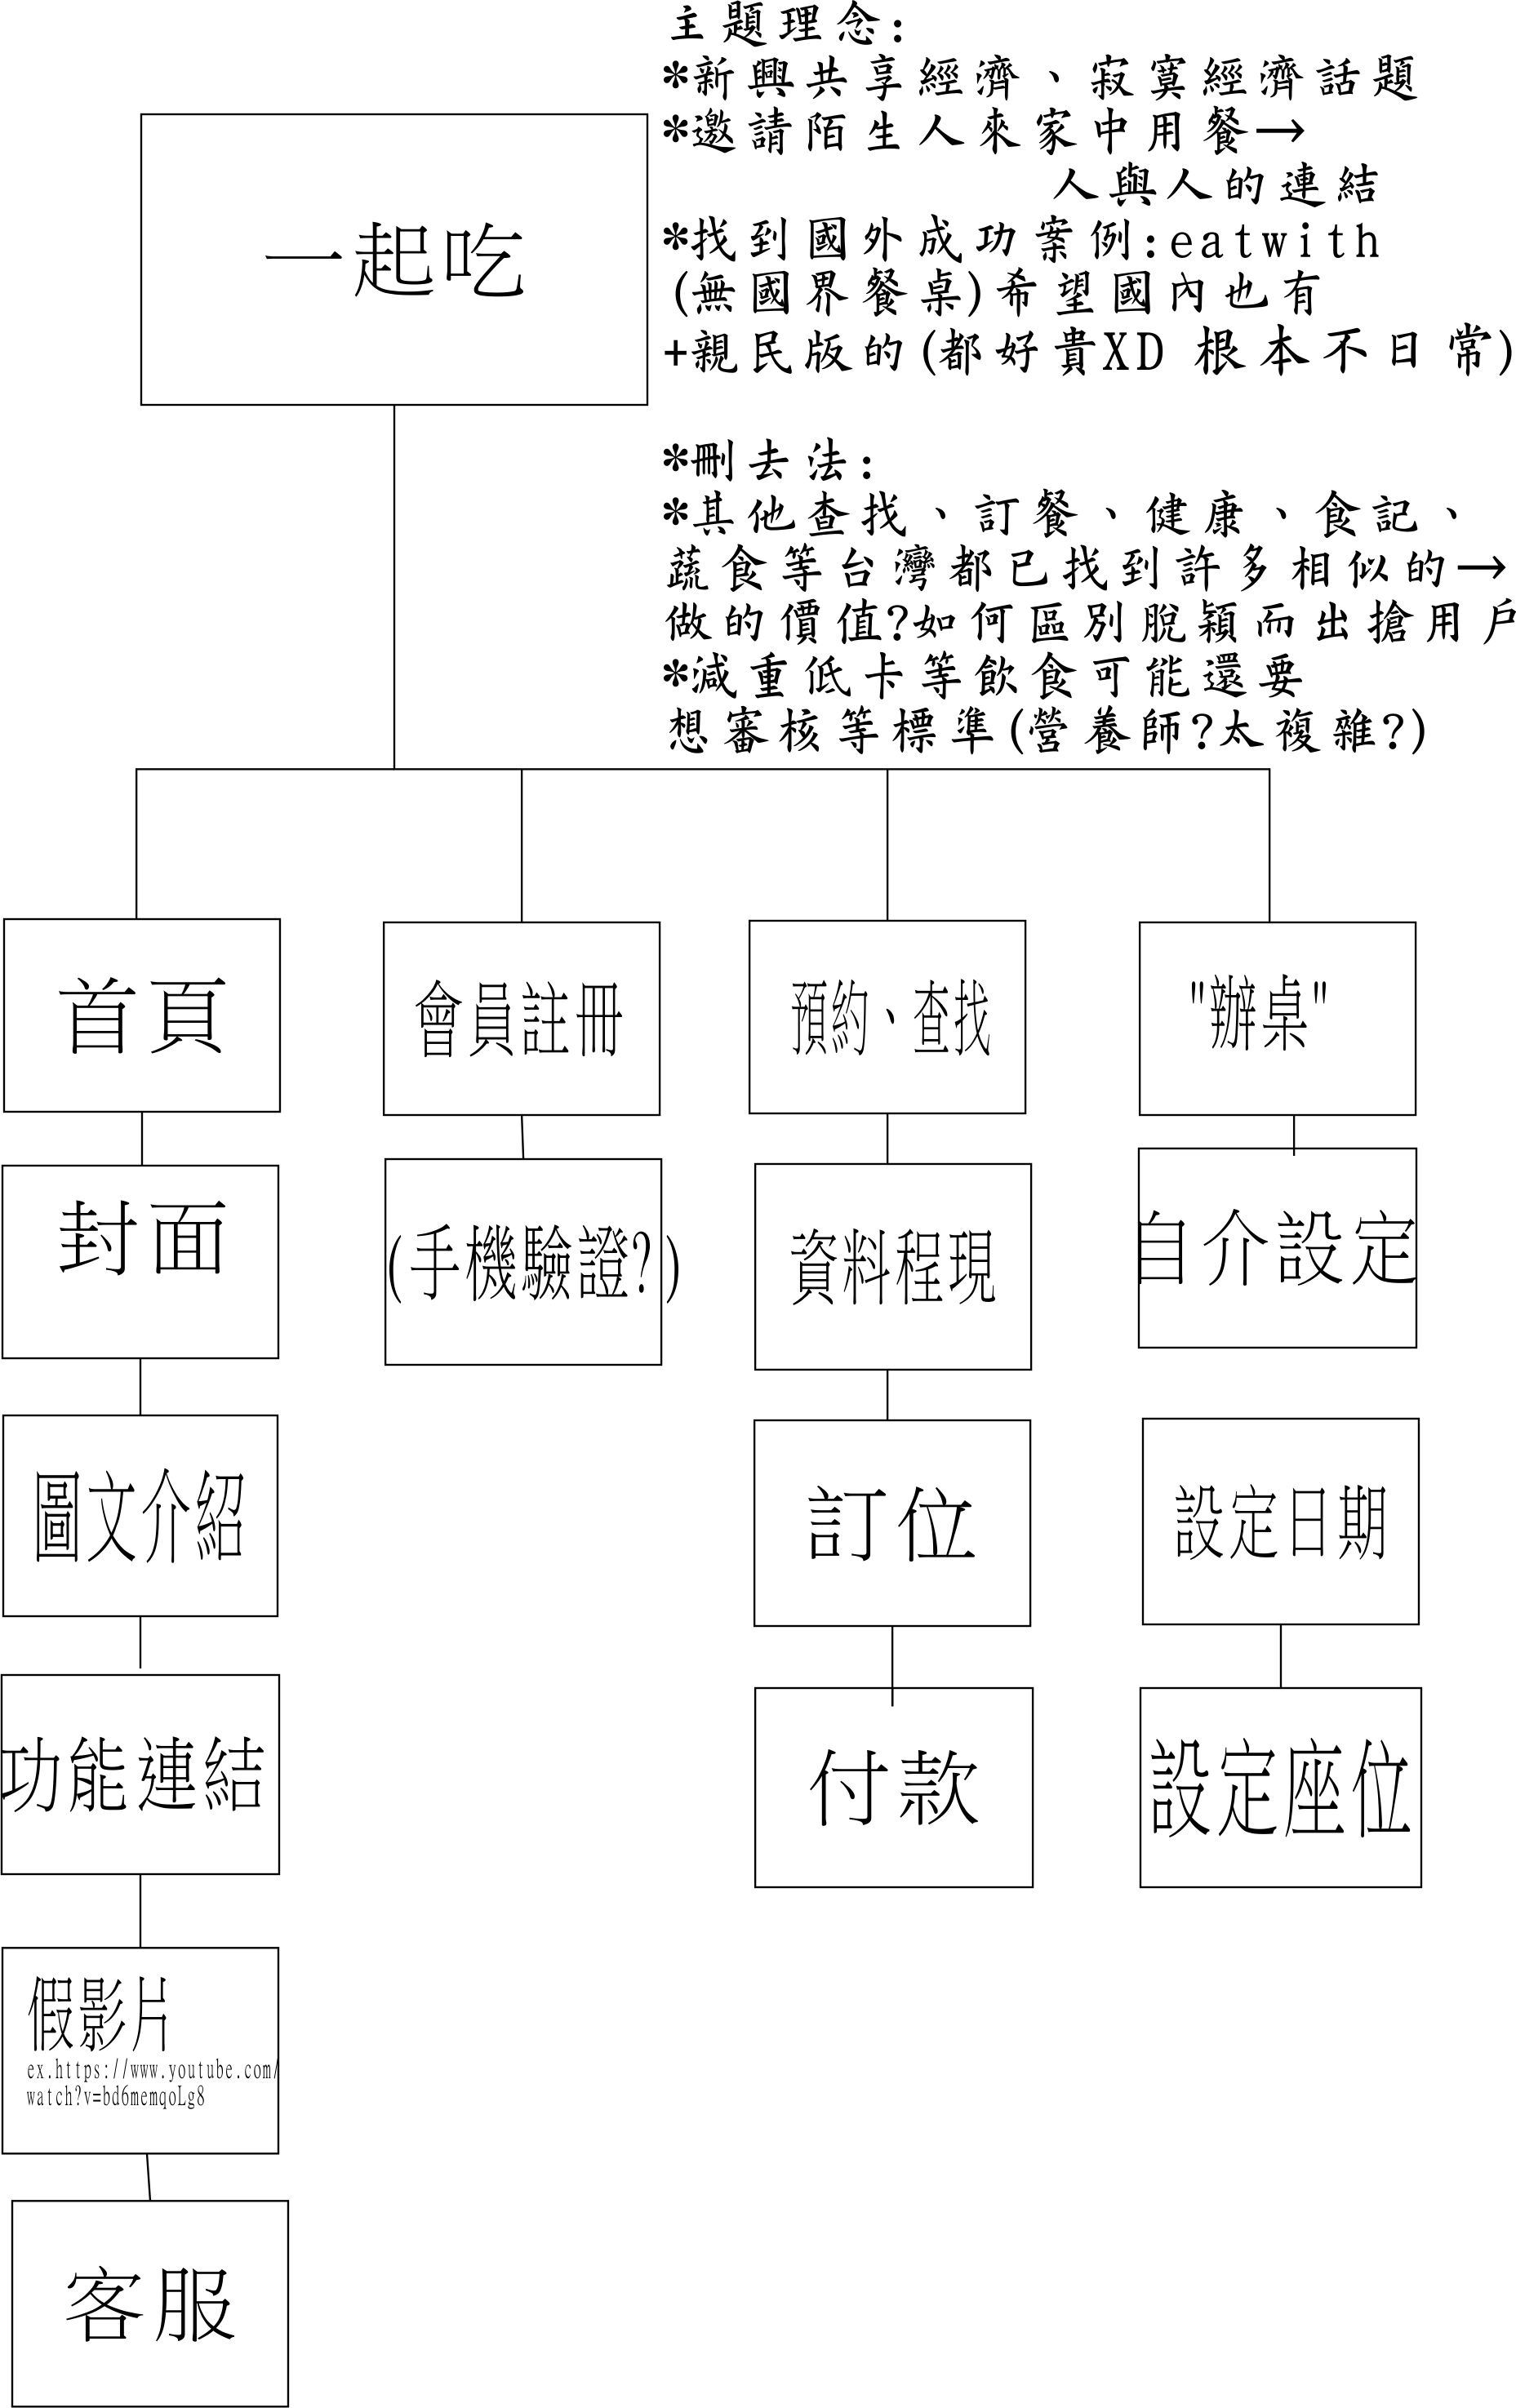 主題理念:
*新興共享經濟、寂寞經濟話題
*邀請陌生人來家中用餐→
人與人的連結
*找到國外成功案例:eatwith
(無國界餐桌)希望國內也有
+親民版的(都好貴XD 根本不日常)
一起吃
*刪去法:
*其他查找、訂餐、健康、食記、
蔬食等台灣都已找到許多相似的→
做的價值?如何區別脫穎而出搶用戶
*減重低卡等飲食可能還要
想審核等標準(營養師?太複雜?)
首頁
封面
圖文介紹
功能連結
假影片
ex.https://www.youtube.com/
watch?v=bd6memqoLg8
客服
會員註冊
(手機驗證?)
預約、查找
資料程現
訂位
付款
"辦桌"
自介設定
設定日期
設定座位